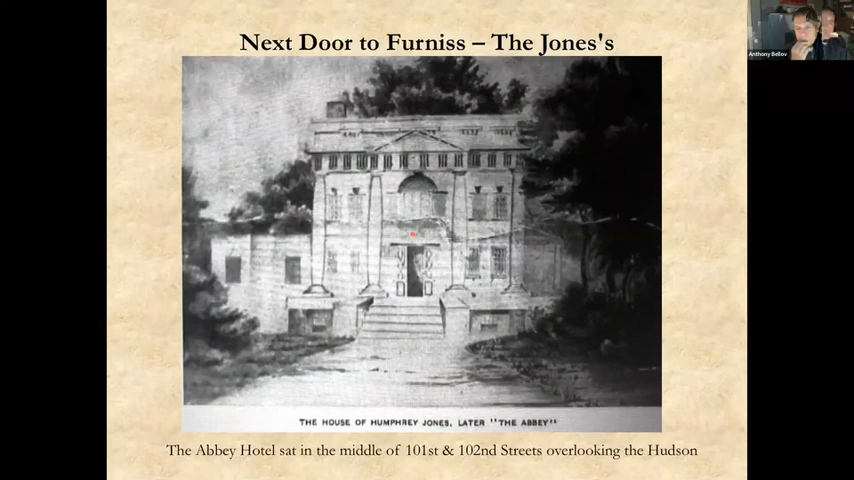 Next Door to Furniss – The Jones's
Anthony Bellov
THE HOUSE OF HUMPHREY JONES, LATER "THE ABBEY"
The Abbey Hotel sat in the middle of 101st & 102nd Streets overlooking the Hudson